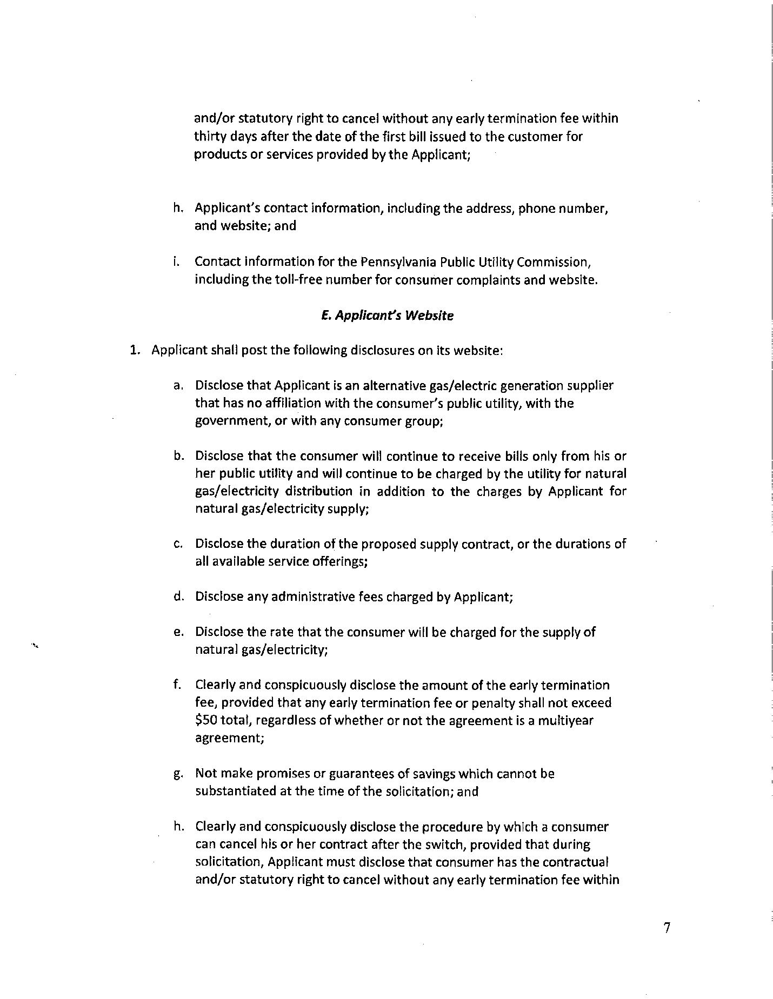 and/or statutory right to cancel without any early termination fee within
thirty days after the date of the first bill issued to the customer for
products or services provided by the Applicant;
h. Applicant's contact information, including the address, phone number,
and website; and
i. Contact information for the Pennsylvania Public Utility Commission,
including the toll-free number for consumer complaints and website.
E. Applicant's Website
1. Applicant shall post the following disclosures on its website:
a. Disclose that Applicant is an alternative gas/electric generation supplier
that has no affiliation with the consumer's public utility, with the
government, or with any consumer group;
b. Disclose that the consumer will continue to receive bills only from his or
her public utility and will continue to be charged by the utility for natural
gas/electricity distribution in addition to the charges by Applicant for
natural gas/electricity supply;
c. Disclose the duration of the proposed supply contract, or the durations of
all available service offerings;
d. Disclose any administrative fees charged by Applicant;
e. Disclose the rate that the consumer will be charged for the supply of
natural gas/electricity;
f. Clearly and conspicuously disclose the amount of the early termination
fee, provided that any early termination fee or penalty shall not exceed
$50 total, regardless of whether or not the agreement is a multiyear
agreement;
g. Not make promises or guarantees of savings which cannot be
substantiated at the time of the solicitation; and
h. Clearly and conspicuously disclose the procedure by which a consumer
can cancel his or her contract after the switch, provided that during
solicitation, Applicant must disclose that consumer has the contractual
and/or statutory right to cancel without any early termination fee within
7